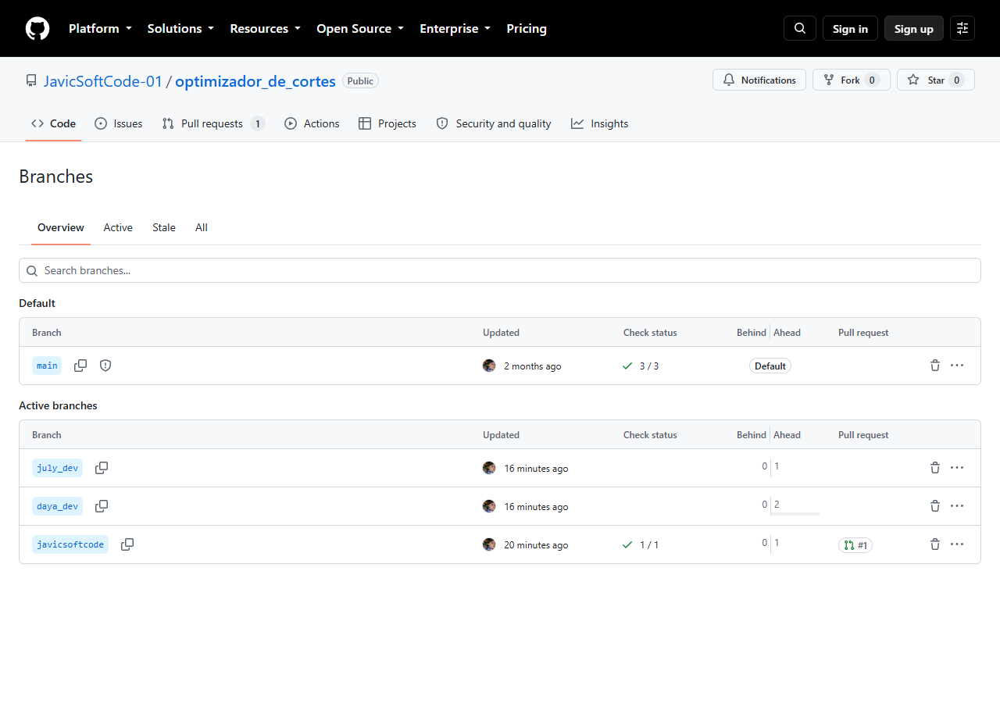 Platform Solutions Resources Open Source Enterprise Pricing Sign in Sign up
JavicSoftCode-01 / optimizador_de_cortes Public Notifications Fork 0 Star 0
Code Issues Pull requests 1 Actions Projects Security and quality Insights
Branches
Overview Active Stale All
Search branches...
Default
Branch Updated Check status Behind Ahead Pull request
main 2 months ago 3 / 3 Default
Active branches
Branch Updated Check status Behind Ahead Pull request
july_dev 16 minutes ago 0 1
daya_dev 16 minutes ago 0 2
javicsoftcode 20 minutes ago 1 / 1 0 1 #1